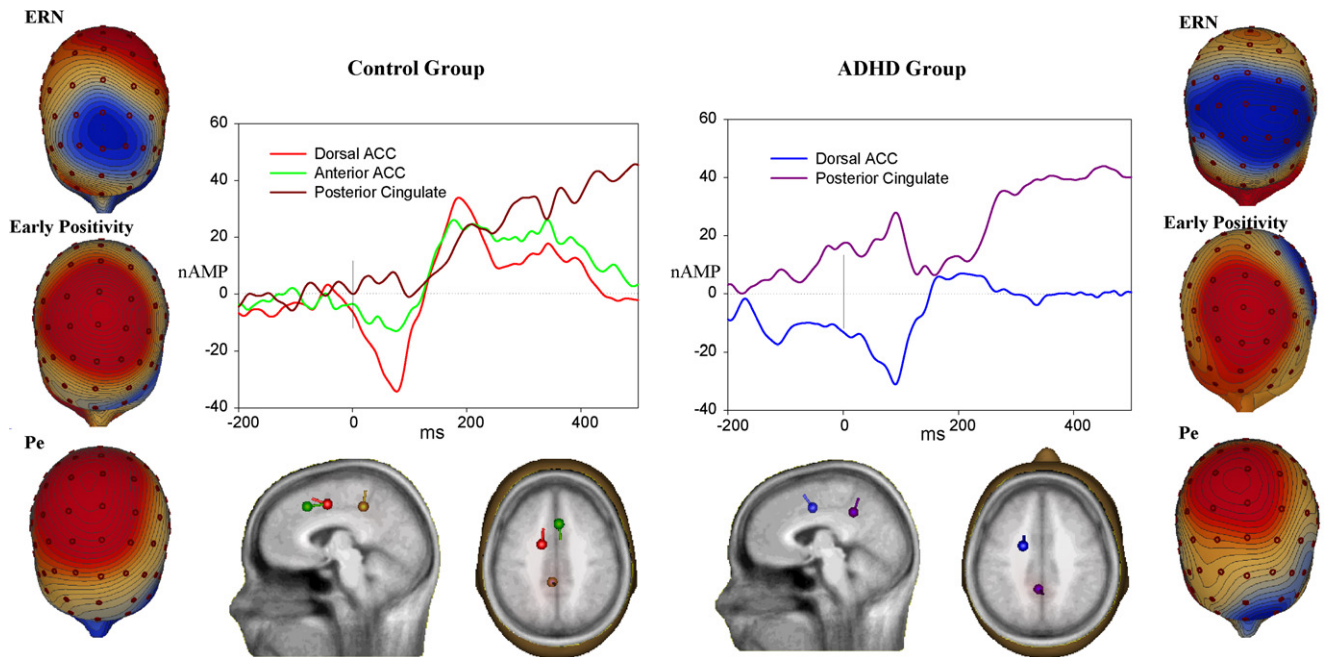 ERN
Control Group
ADHD Group
ERN
60
40
20
nAMP
0
-20
-40
-200
0
200
400
ms
Dorsal ACC
Anterior ACC
Posterior Cingulate
60
40
20
nAMP
0
-20
-40
-200
0
200
400
ms
Dorsal ACC
Posterior Cingulate
Early Positivity
Early Positivity
Pe
Pe